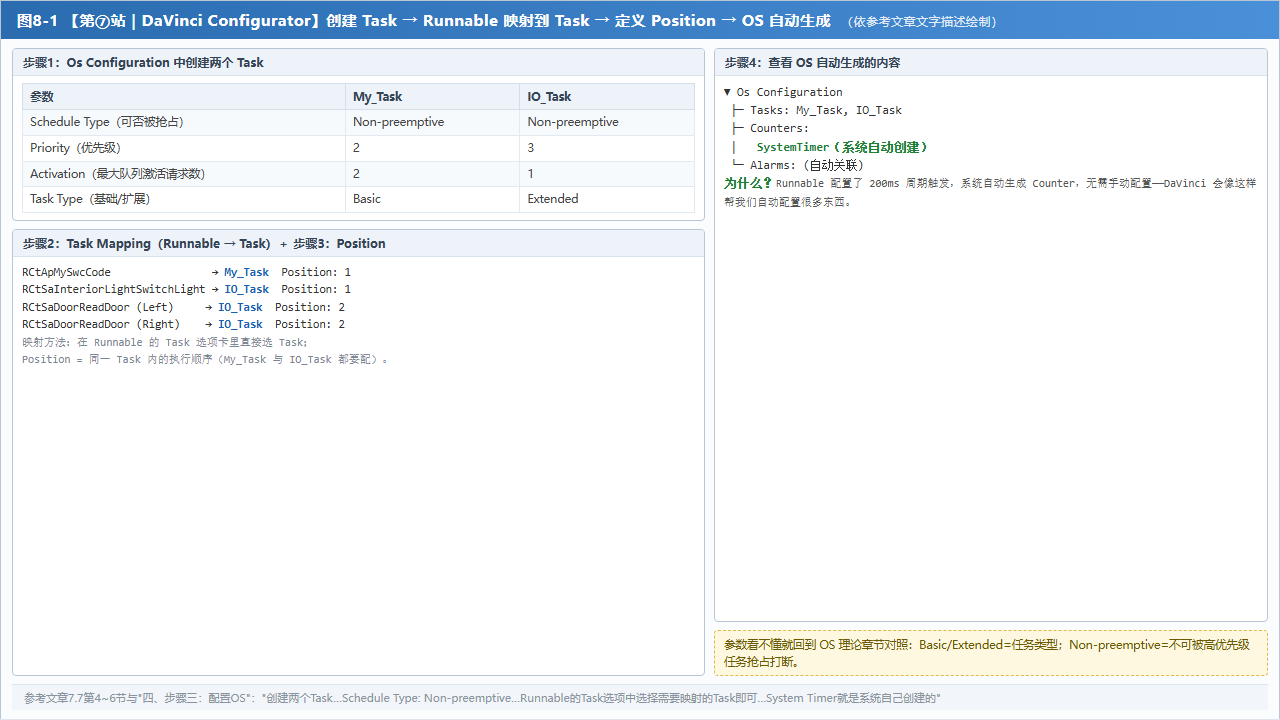 图8-1 【第⑦站 | DaVinci Configurator】创建 Task → Runnable 映射到 Task → 定义 Position → OS 自动生成 （依参考文章文字描述绘制）
步骤1：Os Configuration 中创建两个 Task
参数 My_Task IO_Task
Schedule Type（可否被抢占） Non-preemptive Non-preemptive
Priority（优先级） 2 3
Activation（最大队列激活请求数） 2 1
Task Type（基础/扩展） Basic Extended
步骤2：Task Mapping（Runnable → Task） + 步骤3：Position
RCtApMySwcCode → My_Task Position: 1
RCtSaInteriorLightSwitchLight → IO_Task Position: 1
RCtSaDoorReadDoor (Left) → IO_Task Position: 2
RCtSaDoorReadDoor (Right) → IO_Task Position: 2
映射方法：在 Runnable 的 Task 选项卡里直接选 Task；
Position = 同一 Task 内的执行顺序（My_Task 与 IO_Task 都要配）。
步骤4：查看 OS 自动生成的内容
▼ Os Configuration
├─ Tasks: My_Task, IO_Task
├─ Counters:
│ SystemTimer（系统自动创建）
└─ Alarms: （自动关联）
为什么？Runnable 配置了 200ms 周期触发，系统自动生成 Counter，无需手动配置——DaVinci 会像这样
帮我们自动配置很多东西。
参数看不懂就回到 OS 理论章节对照：Basic/Extended=任务类型；Non-preemptive=不可被高优先级
任务抢占打断。
参考文章7.7第4~6节与"四、步骤三：配置OS"："创建两个Task…Schedule Type: Non-preemptive…Runnable的Task选项中选择需要映射的Task即可…System Timer就是系统自己创建的"